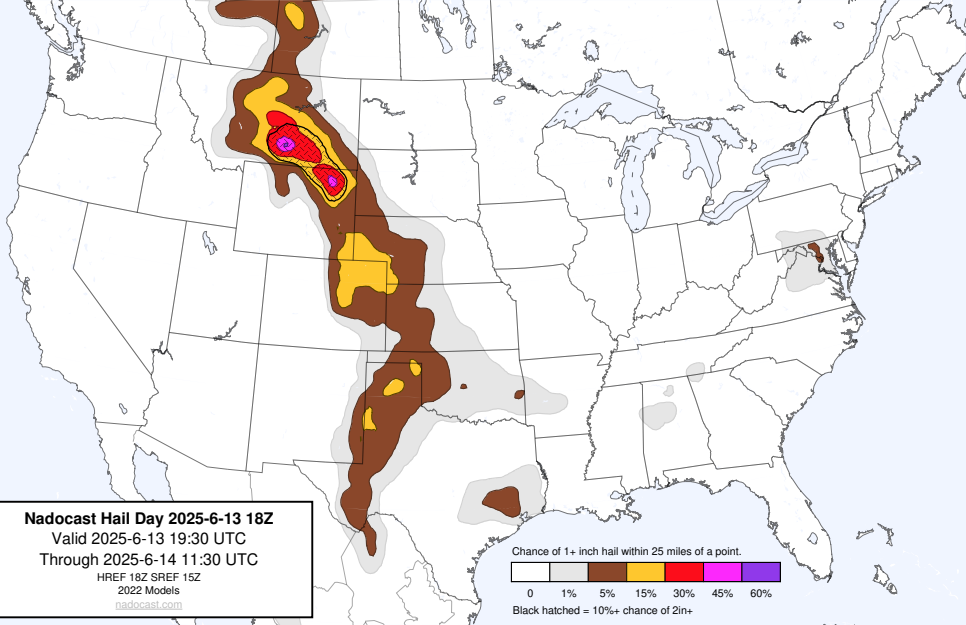 Nadocast Hail Day 2025-6-13 18Z
Valid 2025-6-13 19:30 UTC
Through 2025-6-14 11:30 UTC
HREF 18Z SREF 15Z
2022 Models
nadocast.com
Chance of 1+ inch hail within 25 miles of a point.
0 1% 5% 15% 30% 45% 60%
Black hatched = 10%+ chance of 2in+